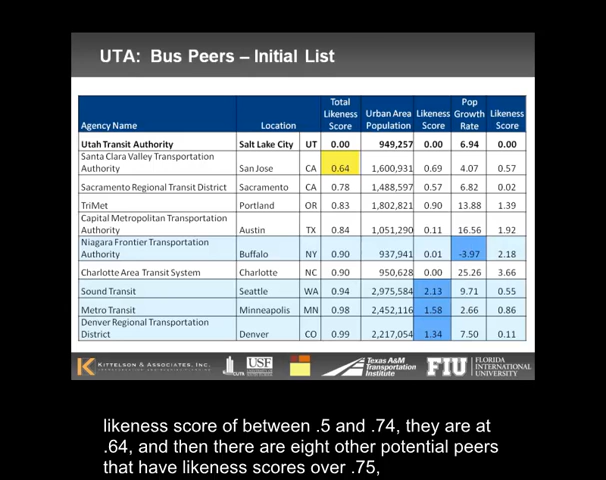 UTA: Bus Peers – Initial List
Agency Name Location Total Likeness Score Urban Area Population Likeness Score Pop Growth Rate Likeness Score
Utah Transit Authority Salt Lake City UT 0.00 949,257 0.00 6.94 0.00
Santa Clara Valley Transportation Authority San Jose CA 0.64 1,600,931 0.69 4.07 0.57
Sacramento Regional Transit District Sacramento CA 0.78 1,488,597 0.57 6.82 0.02
TriMet Portland OR 0.83 1,802,821 0.90 13.88 1.39
Capital Metropolitan Transportation Authority Austin TX 0.84 1,051,290 0.11 16.56 1.92
Niagara Frontier Transportation Authority Buffalo NY 0.90 937,941 0.01 -3.97 2.18
Charlotte Area Transit System Charlotte NC 0.90 950,628 0.00 25.26 3.66
Sound Transit Seattle WA 0.94 2,975,584 2.13 9.71 0.55
Metro Transit Minneapolis MN 0.98 2,452,116 1.58 2.66 0.86
Denver Regional Transportation District Denver CO 0.99 2,217,054 1.34 7.50 0.11
KITTELSON & ASSOCIATES, INC.
CUTR
USF
Texas A&M Transportation Institute
FIU FLORIDA INTERNATIONAL UNIVERSITY
likeness score of between .5 and .74, they are at
.64, and then there are eight other potential peers
that have likeness scores over .75,